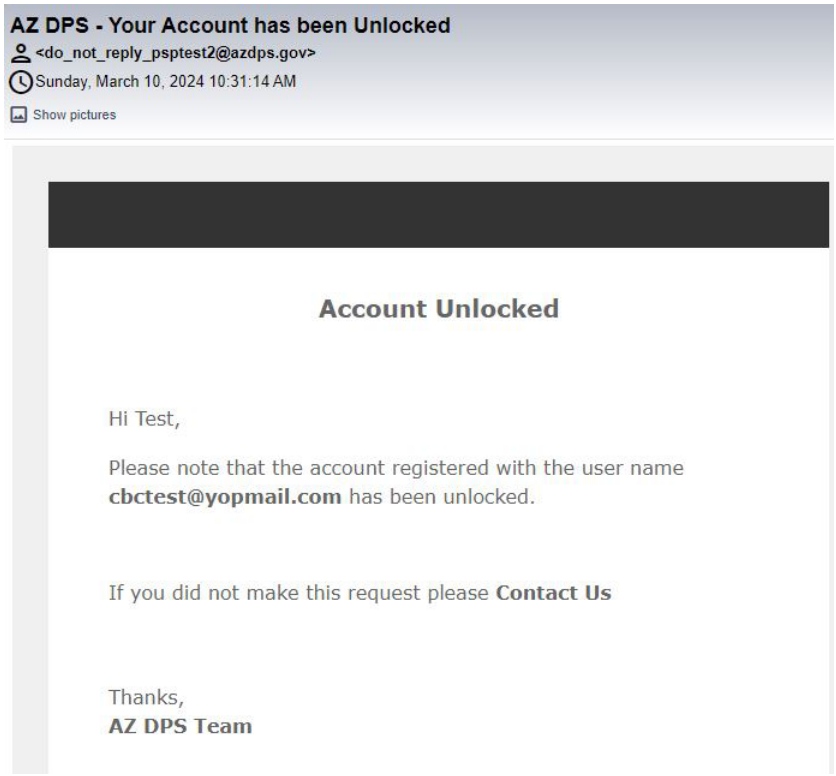 AZ DPS - Your Account has been Unlocked
<do_not_reply_psptest2@azdps.gov>
Sunday, March 10, 2024 10:31:14 AM
Show pictures
Account Unlocked
Hi Test,
Please note that the account registered with the user name
cbctest@yopmail.com has been unlocked.
If you did not make this request please Contact Us
Thanks,
AZ DPS Team